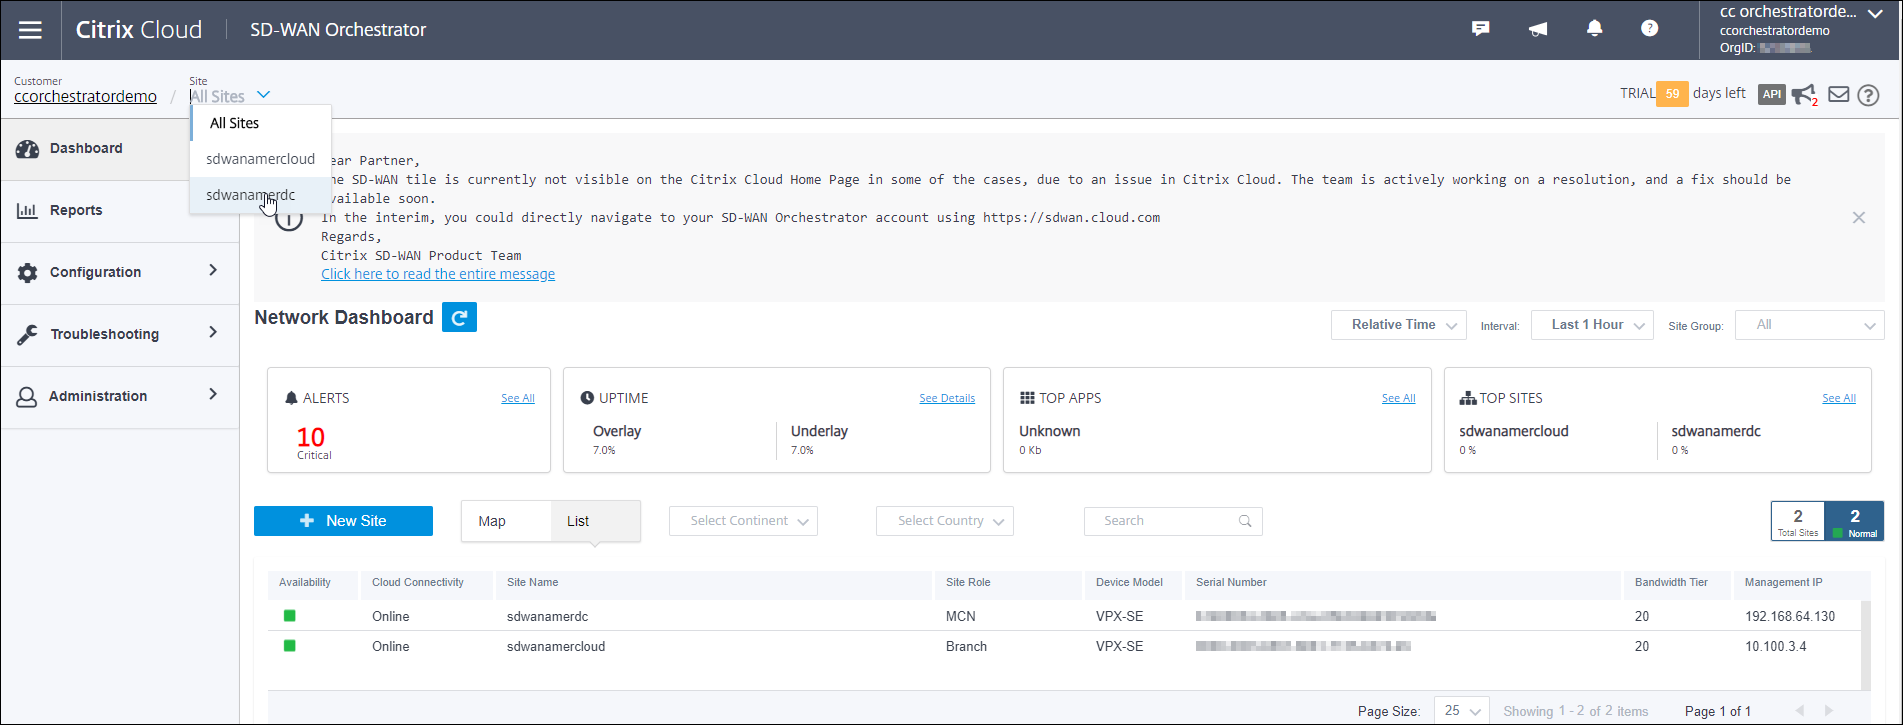 Citrix Cloud
SD-WAN Orchestrator
cc orchestratorde...
ccorchestratordemo
OrgID:
Customer
ccorchestratordemo
/
Site
All Sites
TRIAL 59 days left
API
2
All Sites
sdwanamercloud
sdwanamerdc
Dashboard
Reports
Configuration
Troubleshooting
Administration
ear Partner,
he SD-WAN tile is currently not visible on the Citrix Cloud Home Page in some of the cases, due to an issue in Citrix Cloud. The team is actively working on a resolution, and a fix should be
vailable soon.
In the interim, you could directly navigate to your SD-WAN Orchestrator account using https://sdwan.cloud.com
Regards,
Citrix SD-WAN Product Team
Click here to read the entire message
Network Dashboard
Relative Time
Interval:
Last 1 Hour
Site Group:
All
ALERTS
See All
10
Critical
UPTIME
See Details
Overlay
7.0%
Underlay
7.0%
TOP APPS
See All
Unknown
0 Kb
TOP SITES
See All
sdwanamercloud
0 %
sdwanamerdc
0 %
New Site
Map
List
Select Continent
Select Country
Search
2
Total Sites
2
Normal
Availability Cloud Connectivity Site Name Site Role Device Model Serial Number Bandwidth Tier Management IP
Online sdwanamerdc MCN VPX-SE 20 192.168.64.130
Online sdwanamercloud Branch VPX-SE 20 10.100.3.4
Page Size: 25 Showing 1 - 2 of 2 items Page 1 of 1